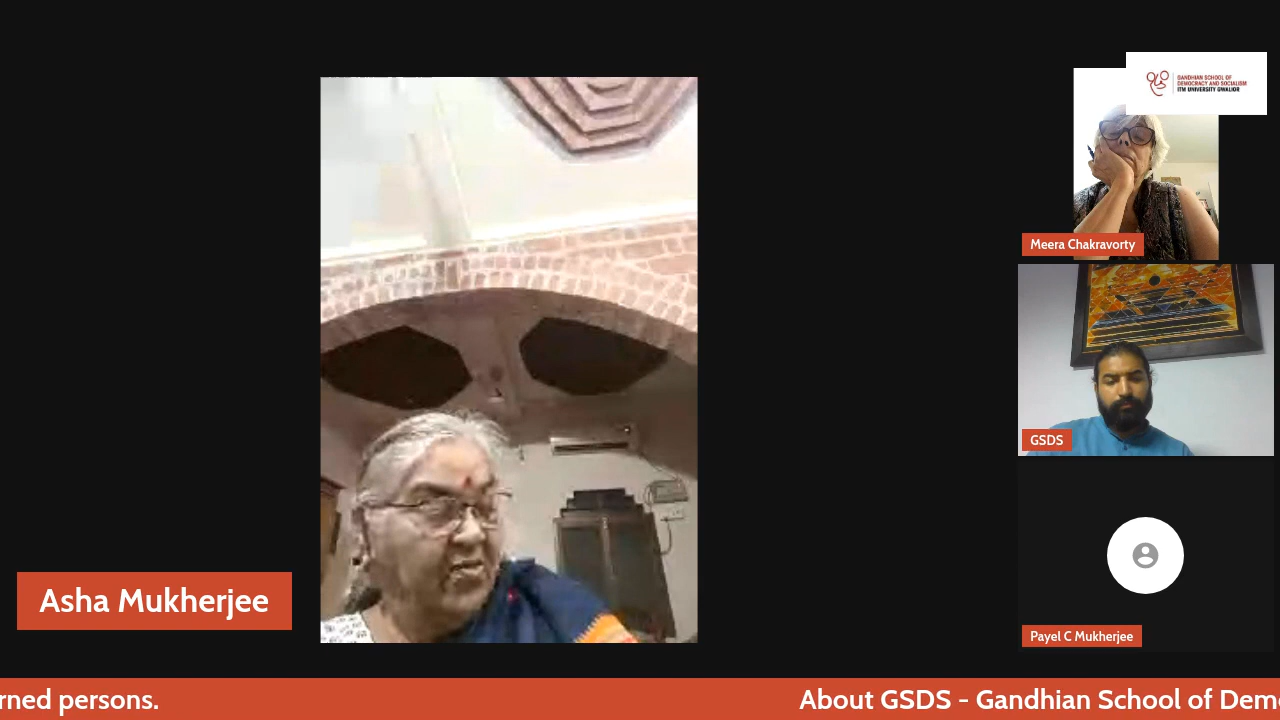 GANDHIAN SCHOOL OF
DEMOCRACY AND SOCIALISM
ITM UNIVERSITY GWALIOR
Meera Chakravorty
GSDS
Asha Mukherjee
Payel C Mukherjee
rned persons.
About GSDS - Gandhian School of Dem